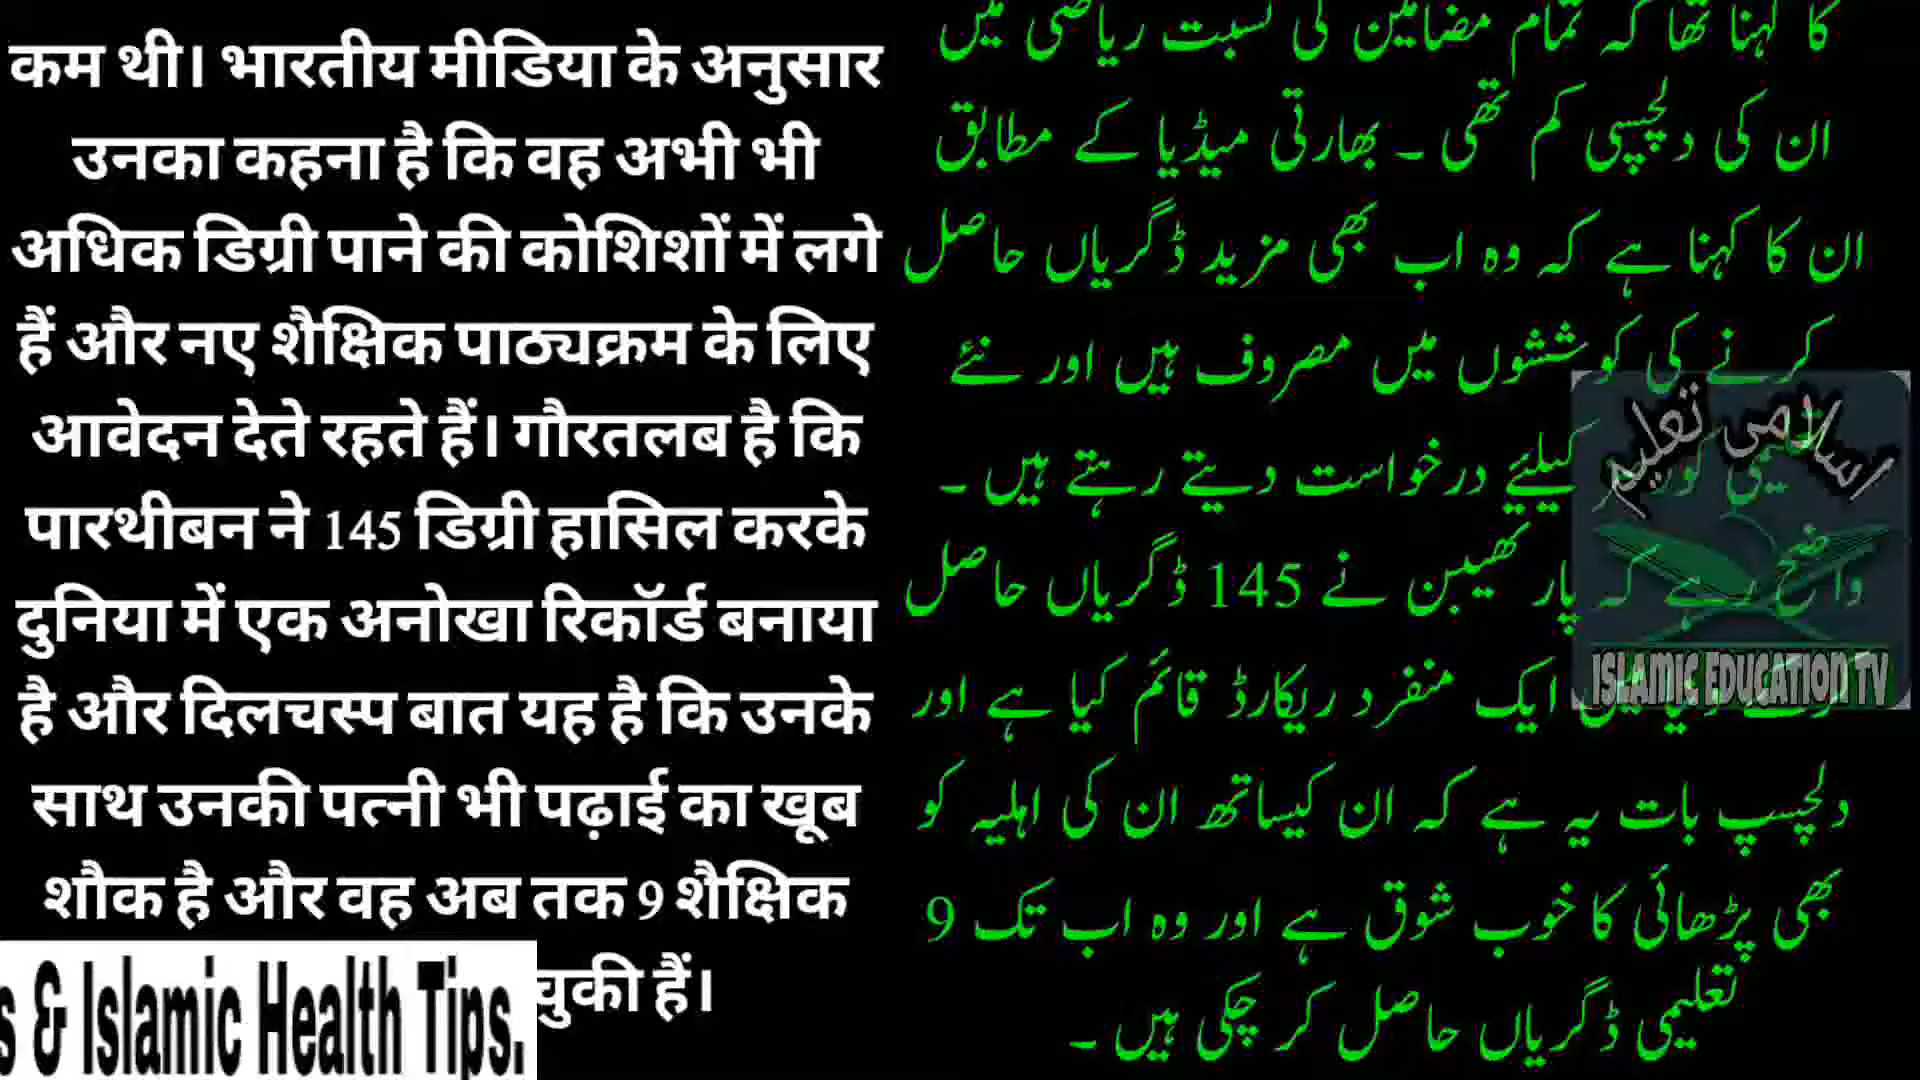 कम थी। भारतीय मीडिया के अनुसार
उनका कहना है कि वह अभी भी
अधिक डिग्री पाने की कोशिशों में लगे
हैं और नए शैक्षिक पाठ्यक्रम के लिए
आवेदन देते रहते हैं। गौरतलब है कि
पारथीबन ने 145 डिग्री हासिल करके
दुनिया में एक अनोखा रिकॉर्ड बनाया
है और दिलचस्प बात यह है कि उनके
साथ उनकी पत्नी भी पढ़ाई का खूब
शौक है और वह अब तक 9 शैक्षिक
चुकी हैं।
کا کہنا تھا کہ تمام مضامین کی نسبت ریاضی میں
ان کی دلچسپی کم تھی ۔ بھارتی میڈیا کے مطابق
ان کا کہنا ہے کہ وہ اب بھی مزید ڈگریاں حاصل
کرنے کی کوششوں میں مصروف ہیں اور نئے
کیلئے درخواست دیتے رہتے ہیں ۔
واضح رہے کہ پار تھیبن نے 145 ڈگریاں حاصل
ایک منفرد ریکارڈ قائم کیا ہے اور
دلچسپ بات یہ ہے کہ ان کیساتھ ان کی اہلیہ کو
بھی پڑھائی کا خوب شوق ہے اور وہ اب تک 9
تعلیمی ڈگریاں حاصل کر چکی ہیں ۔
اسلامی تعلیم
ISLAMIC EDUCATION TV
& Islamic Health Tips.